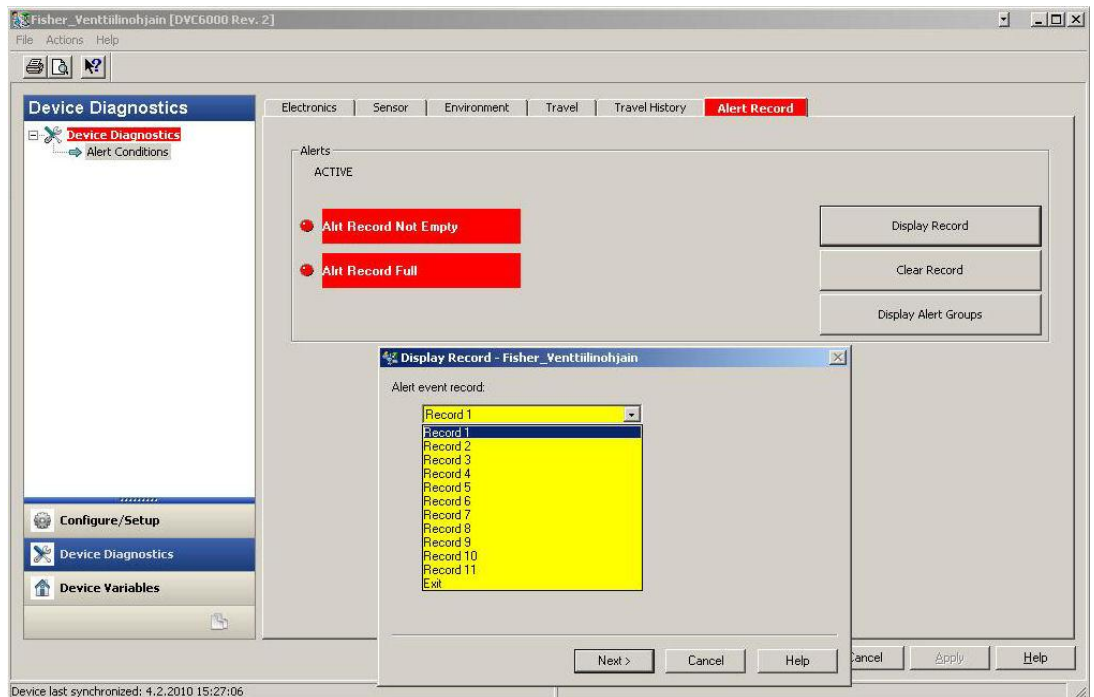 Fisher_Venttiilinohjain [DVC6000 Rev. 2]
File Actions Help
Device Diagnostics
Device Diagnostics
Alert Conditions
Electronics Sensor Environment Travel Travel History Alert Record
Alerts
ACTIVE
Alrt Record Not Empty
Alrt Record Full
Display Record
Clear Record
Display Alert Groups
Display Record - Fisher_Venttiilinohjain
Alert event record:
Record 1
Record 1
Record 2
Record 3
Record 4
Record 5
Record 6
Record 7
Record 8
Record 9
Record 10
Record 11
Exit
Next > Cancel Help
Configure/Setup
Device Diagnostics
Device Variables
Cancel Apply Help
Device last synchronized: 4.2.2010 15:27:06